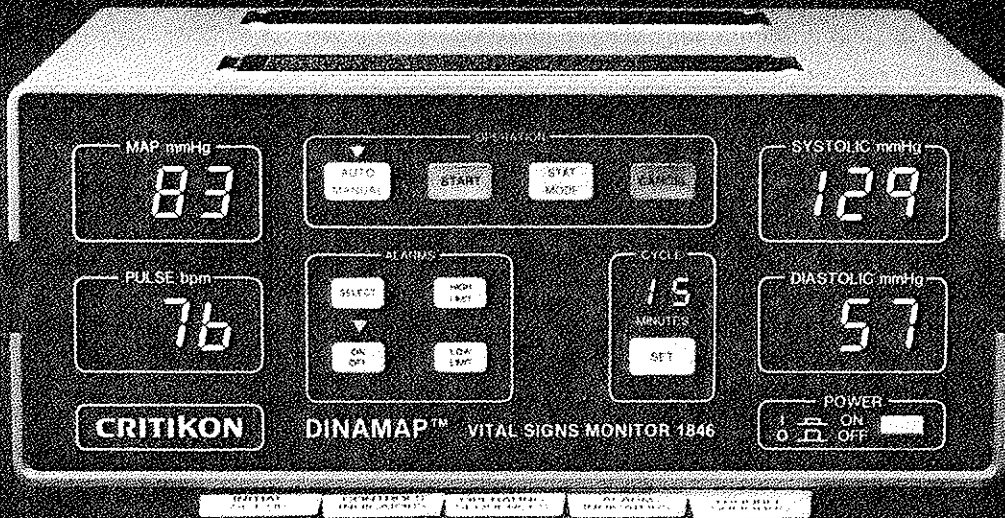 MAP mmHg
83
OPERATION
AUTO
MANUAL
START
STAT
MODE
CANCEL
SYSTOLIC mmHg
129
PULSE bpm
76
ALARMS
SELECT
HIGH
LIMIT
ON
OFF
LOW
LIMIT
CYCLE
15
MINUTES
SET
DIASTOLIC mmHg
57
CRITIKON
DINAMAP™ VITAL SIGNS MONITOR 1846
POWER
I ON
O OFF